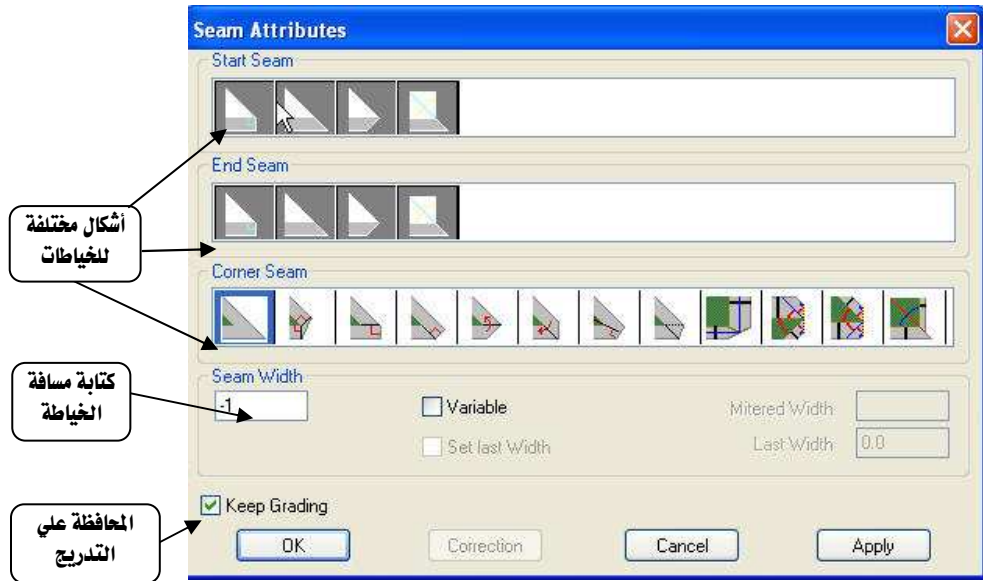 Seam Attributes
Start Seam
End Seam
أشكال مختلفة
للخياطات
Corner Seam
كتابة مسافة
الخياطة
Seam Width
-1
Variable
Mitered Width
Set last Width
Last Width
0.0
المحافظة علي
التدريج
Keep Grading
OK
Correction
Cancel
Apply